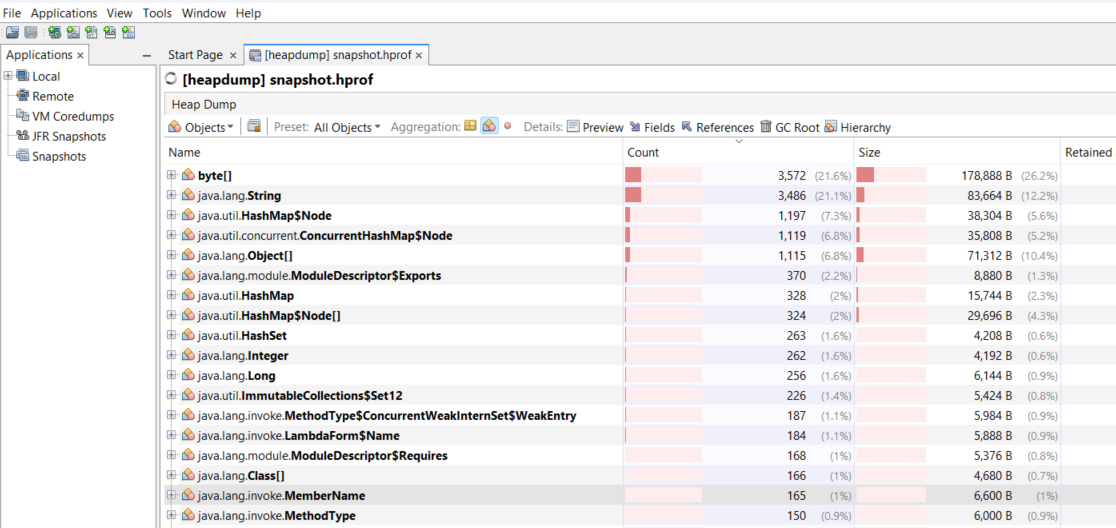 File Applications View Tools Window Help
Applications × Start Page × [heapdump] snapshot.hprof ×
Local
Remote
VM Coredumps
JFR Snapshots
Snapshots
[heapdump] snapshot.hprof
Heap Dump
Objects Preset: All Objects Aggregation: Details: Preview Fields References GC Root Hierarchy
Name Count Size Retained
byte[] 3,572 (21.6%) 178,888 B (26.2%)
java.lang.String 3,486 (21.1%) 83,664 B (12.2%)
java.util.HashMap$Node 1,197 (7.3%) 38,304 B (5.6%)
java.util.concurrent.ConcurrentHashMap$Node 1,119 (6.8%) 35,808 B (5.2%)
java.lang.Object[] 1,115 (6.8%) 71,312 B (10.4%)
java.lang.module.ModuleDescriptor$Exports 370 (2.2%) 8,880 B (1.3%)
java.util.HashMap 328 (2%) 15,744 B (2.3%)
java.util.HashMap$Node[] 324 (2%) 29,696 B (4.3%)
java.util.HashSet 263 (1.6%) 4,208 B (0.6%)
java.lang.Integer 262 (1.6%) 4,192 B (0.6%)
java.lang.Long 256 (1.6%) 6,144 B (0.9%)
java.util.ImmutableCollections$Set12 226 (1.4%) 5,424 B (0.8%)
java.lang.invoke.MethodType$ConcurrentWeakInternSet$WeakEntry 187 (1.1%) 5,984 B (0.9%)
java.lang.invoke.LambdaForm$Name 184 (1.1%) 5,888 B (0.9%)
java.lang.module.ModuleDescriptor$Requires 168 (1%) 5,376 B (0.8%)
java.lang.Class[] 166 (1%) 4,680 B (0.7%)
java.lang.invoke.MemberName 165 (1%) 6,600 B (1%)
java.lang.invoke.MethodType 150 (0.9%) 6,000 B (0.9%)